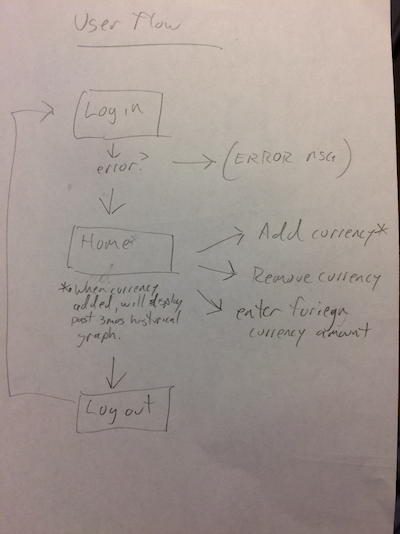 User flow
Log in
error? (ERROR MSG)
Home*
Add currency*
Remove currency
enter foriegn
currency amount
* When currency
added, will display
past 3mos historical
graph.
Log out